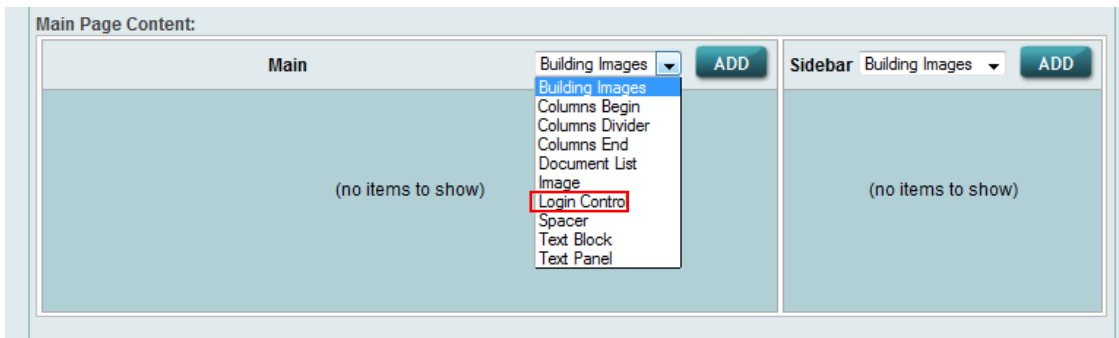 Main Page Content:
Main Building Images ADD Sidebar Building Images ADD
Building Images
Columns Begin
Columns Divider
Columns End
Document List
Image
Login Control
Spacer
Text Block
Text Panel
(no items to show) (no items to show)